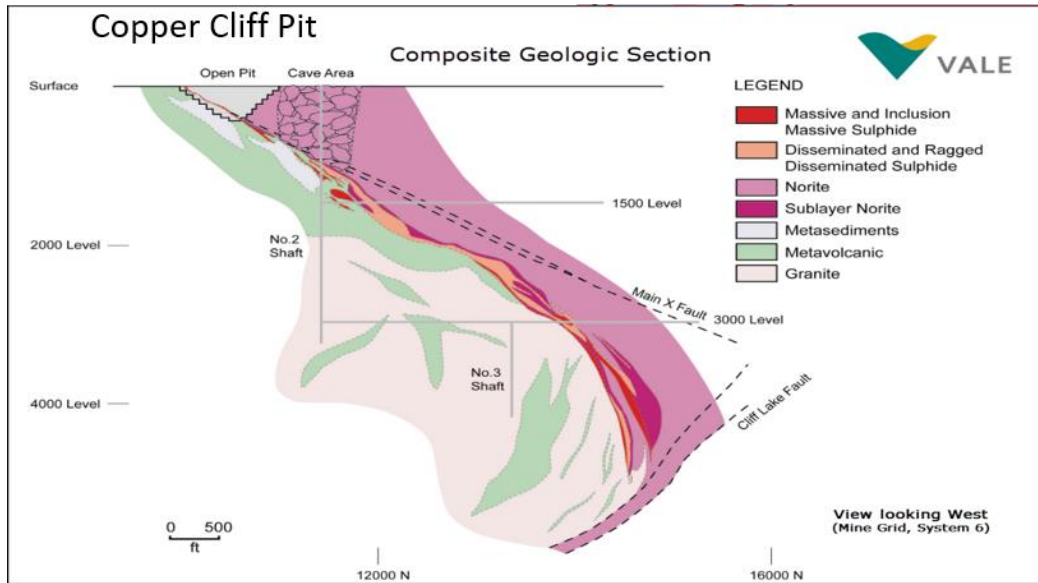 Copper Cliff Pit
Composite Geologic Section
VALE
Open Pit
Cave Area
Surface
LEGEND
Massive and Inclusion
Massive Sulphide
Disseminated and Ragged
Disseminated Sulphide
Norite
Sublayer Norite
Metasediments
Metavolcanic
Granite
1500 Level
No.2
Shaft
2000 Level
Main X Fault
3000 Level
No.3
Shaft
4000 Level
Cliff Lake Fault
0 500
ft
View looking West
(Mine Grid, System 6)
12000 N
16000 N